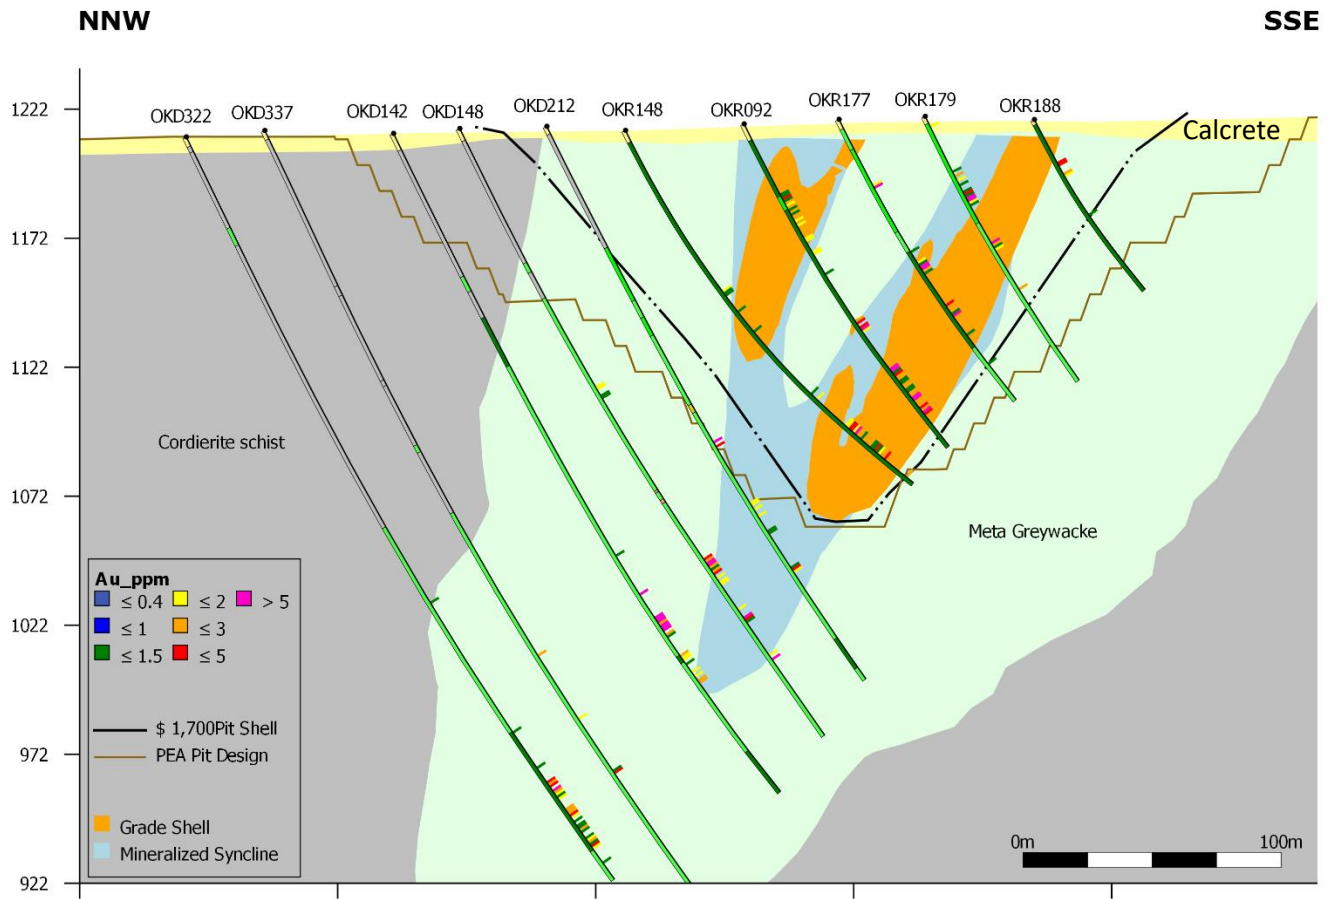 NNW
SSE
OKD322
OKD337
OKD142
OKD148
OKD212
OKR148
OKR092
OKR177
OKR179
OKR188
1222
Calcrete
1172
1122
Cordierite schist
1072
Meta Greywacke
Au_ppm
≤ 0.4
≤ 2
> 5
≤ 1
≤ 3
≤ 1.5
≤ 5
1022
$ 1,700Pit Shell
PEA Pit Design
972
Grade Shell
Mineralized Syncline
0m
100m
922